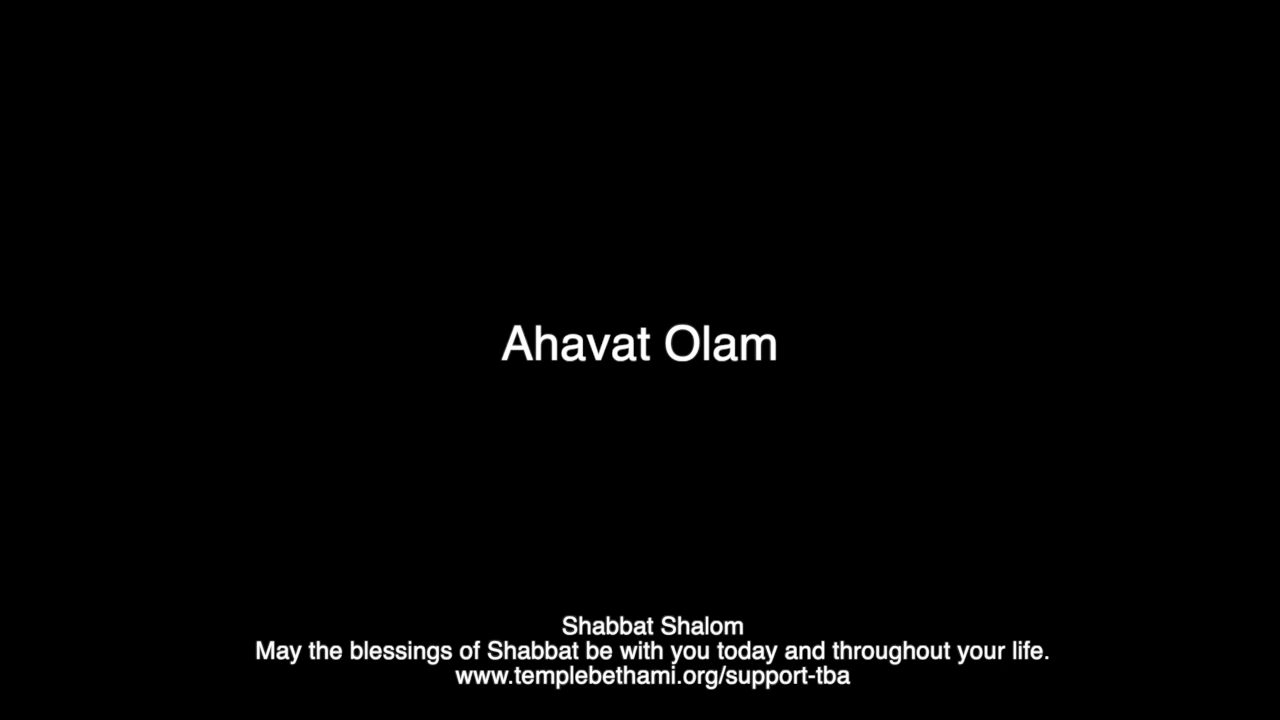 Ahavat Olam
Shabbat Shalom
May the blessings of Shabbat be with you today and throughout your life.
www.templebethami.org/support-tba